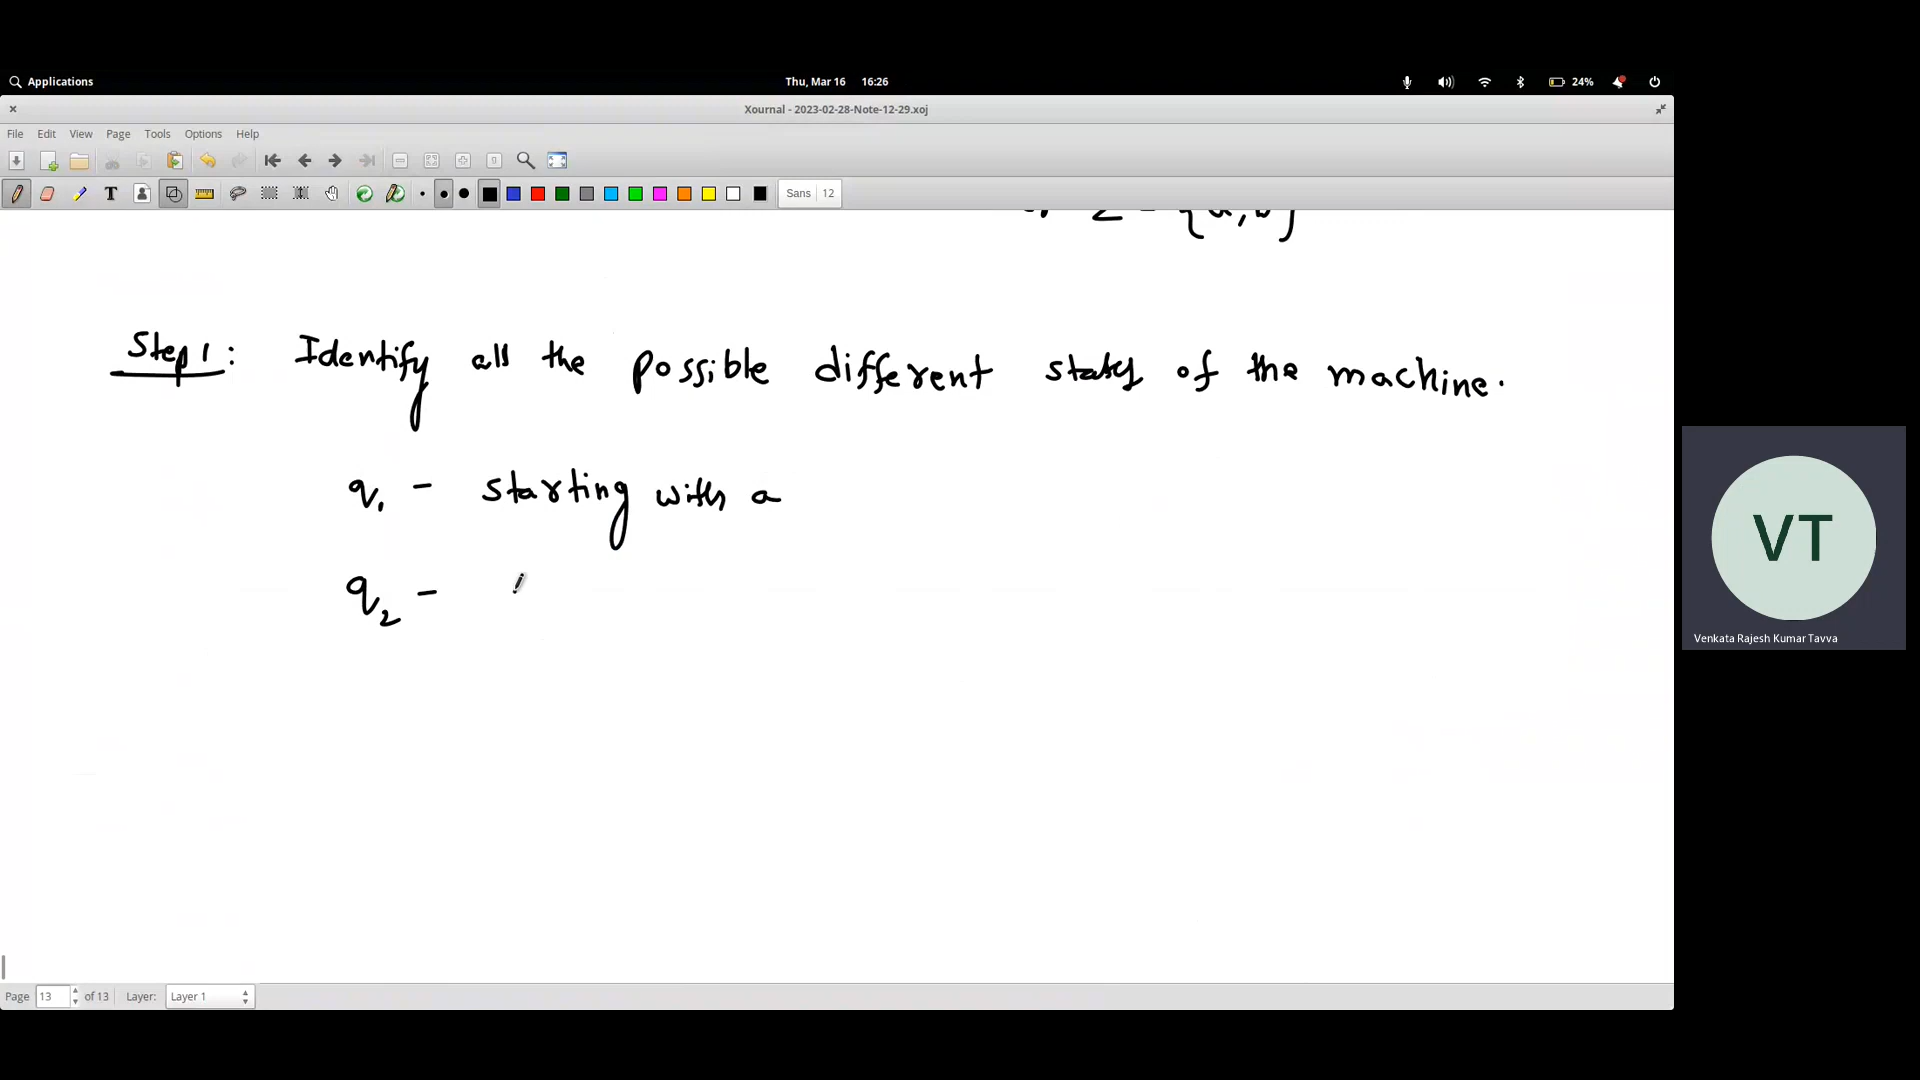 Applications
Thu, Mar 16 16:26
24%
Xournal - 2023-02-28-Note-12-29.xoj
File Edit View Page Tools Options Help
Sans 12
Σ = {a, b}
Step 1: Identify all the possible different states of the machine.
q1 - starting with a
q2 -
VT
Venkata Rajesh Kumar Tavva
Page 13 of 13 Layer: Layer 1